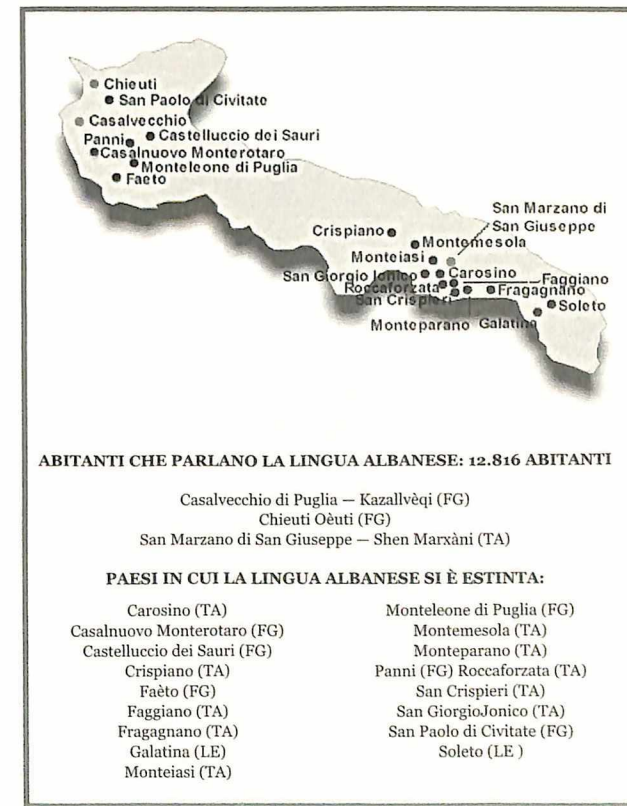 Chieuti
San Paolo di Civitate
Casalvecchio
Castelluccio dei Sauri
Panni
Casalnuovo Monterotaro
Monteleone di Puglia
Faeto
San Marzano di
San Giuseppe
Crispiano
Montemesola
Monteiasi
San Giorgio Jonico
Carosino
Faggiano
Roccaforzata
Fragagnano
San Crispieri
Soleto
Monteparano
Galatina
ABITANTI CHE PARLANO LA LINGUA ALBANESE: 12.816 ABITANTI
Casalvecchio di Puglia — Kazallvèqi (FG)
Chieuti Oèuti (FG)
San Marzano di San Giuseppe — Shen Marxàni (TA)
PAESI IN CUI LA LINGUA ALBANESE SI È ESTINTA:
Carosino (TA)
Casalnuovo Monterotaro (FG)
Castelluccio dei Sauri (FG)
Crispiano (TA)
Faèto (FG)
Faggiano (TA)
Fragagnano (TA)
Galatina (LE)
Monteiasi (TA)
Monteleone di Puglia (FG)
Montemesola (TA)
Monteparano (TA)
Panni (FG) Roccaforzata (TA)
San Crispieri (TA)
San GiorgioJonico (TA)
San Paolo di Civitate (FG)
Soleto (LE )